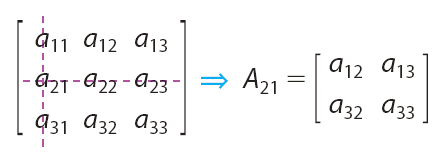 a₁₁ a₁₂ a₁₃
a₂₁ a₂₂ a₂₃ ⇒ A₂₁ = [a₁₂ a₁₃
a₃₁ a₃₂ a₃₃ a₃₂ a₃₃]